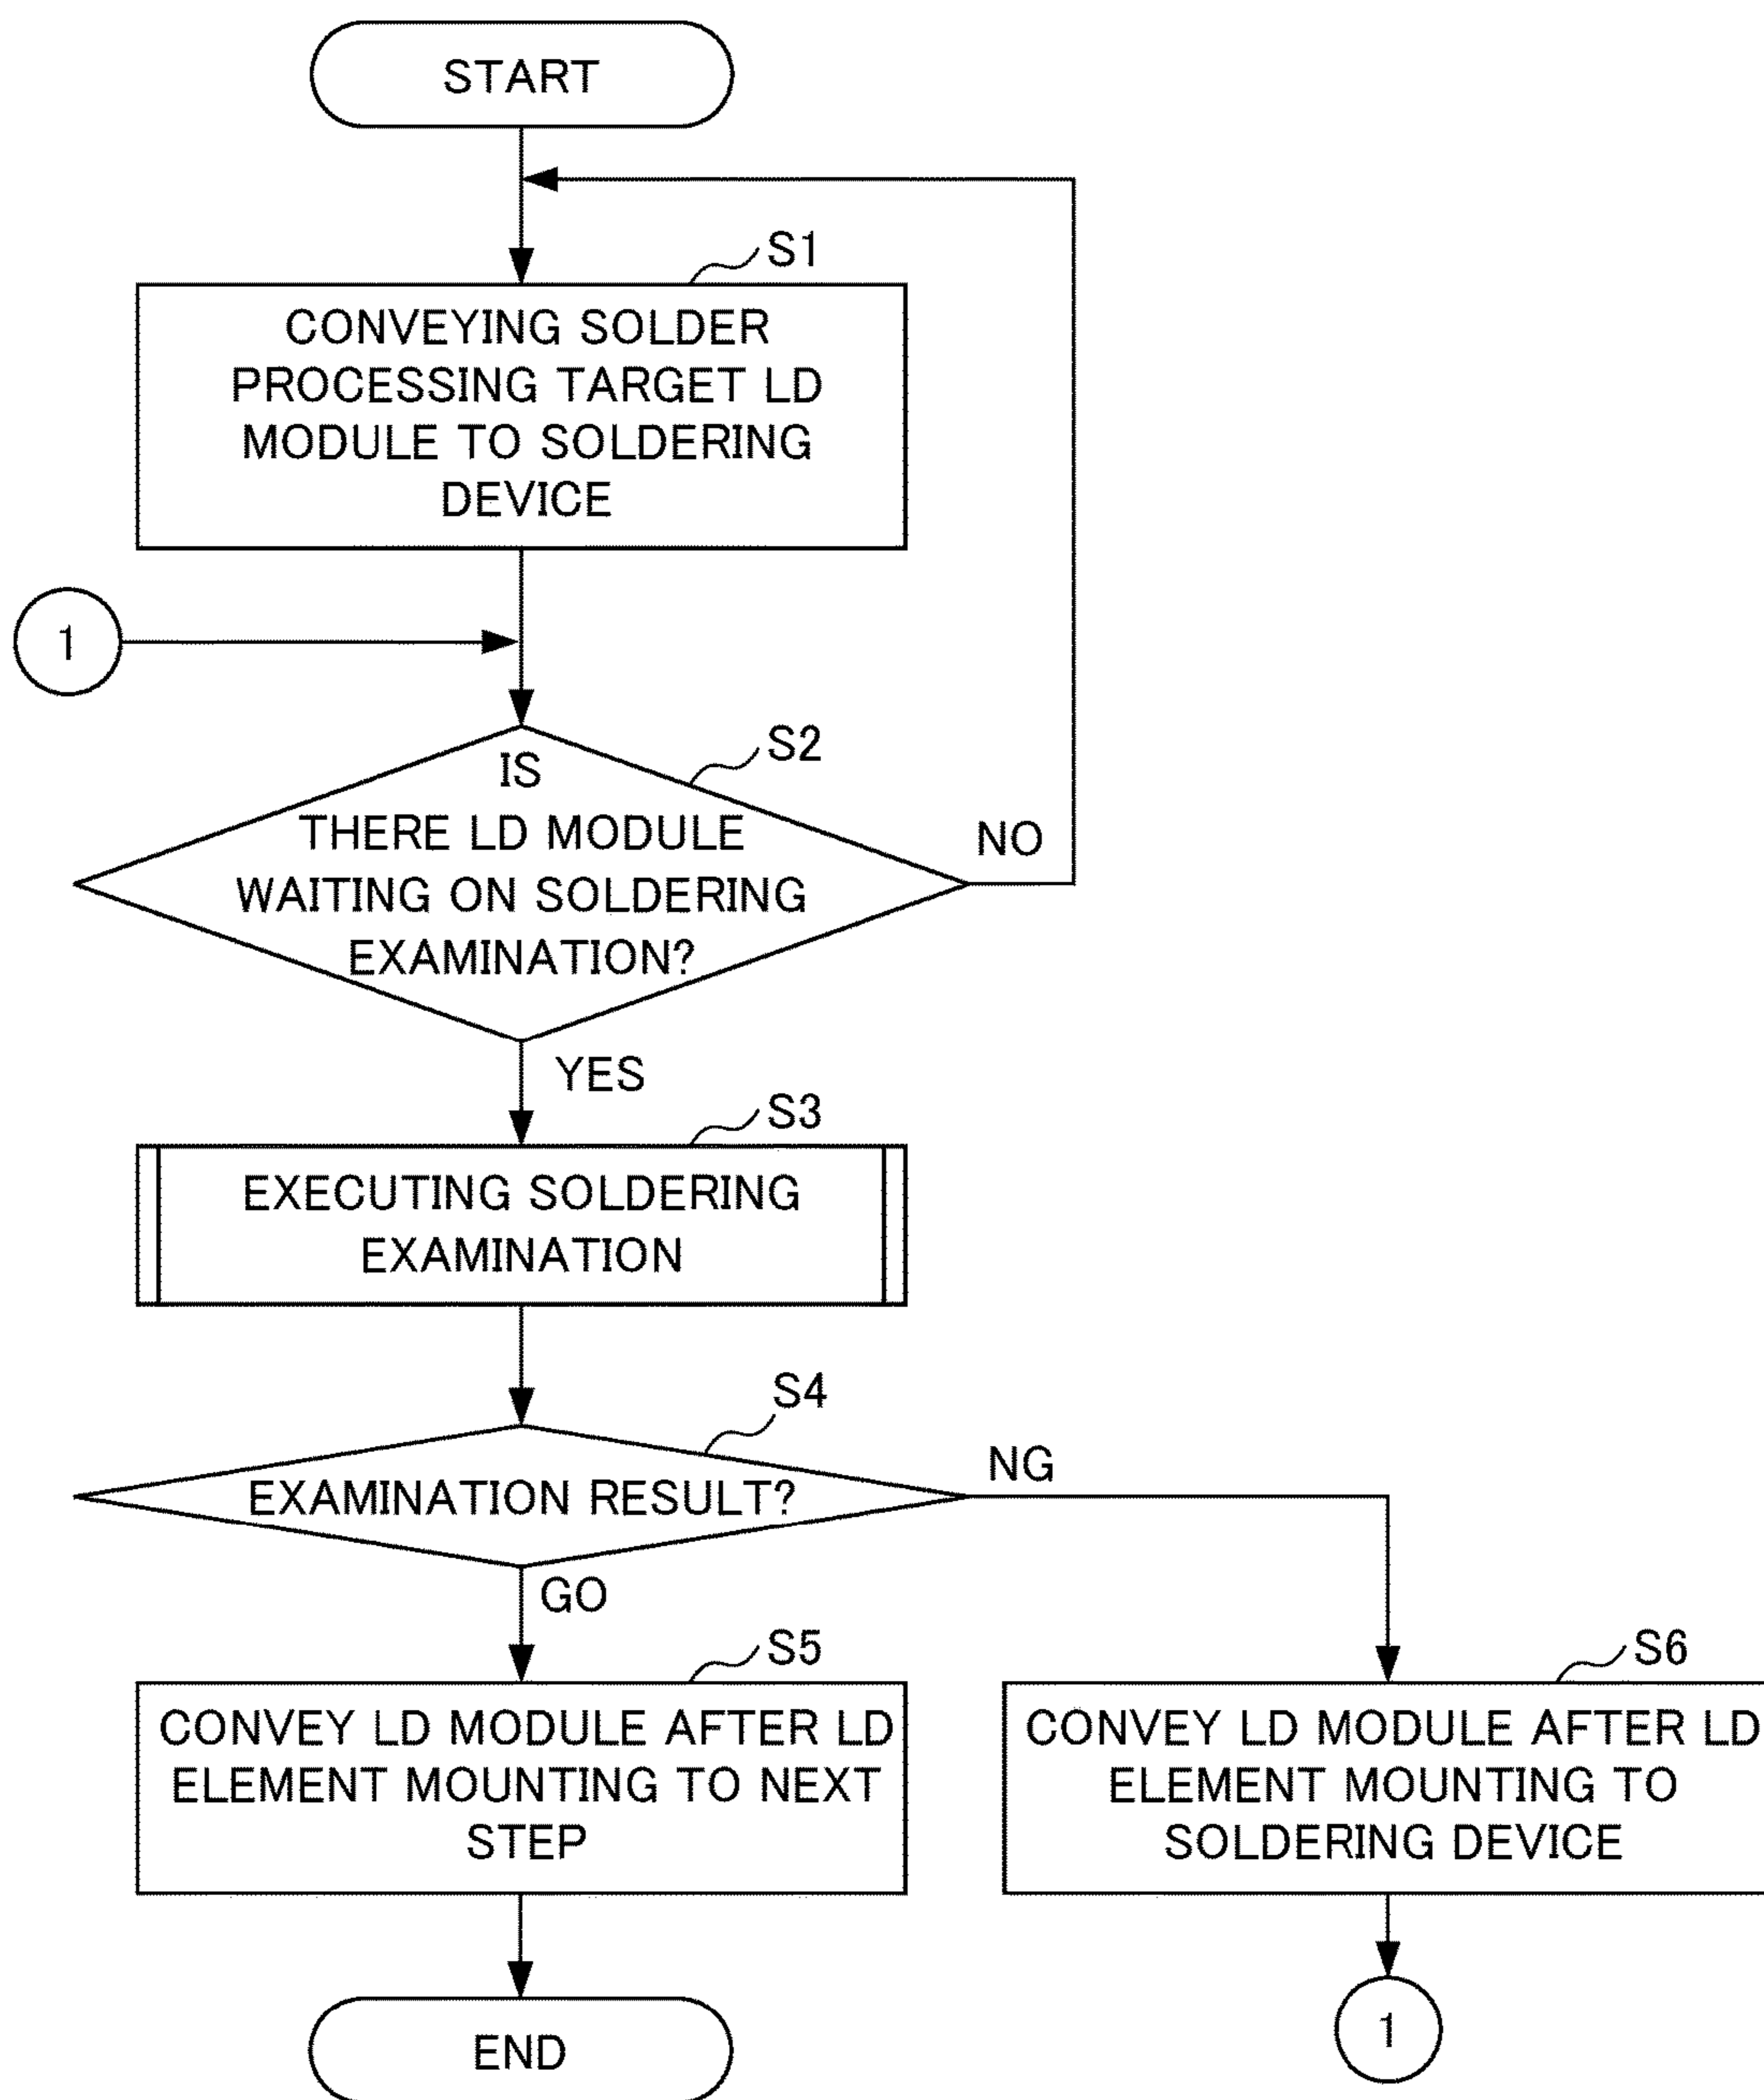 START
S1
CONVEYING SOLDER
PROCESSING TARGET LD
MODULE TO SOLDERING
DEVICE
1
S2
IS
THERE LD MODULE
WAITING ON SOLDERING
EXAMINATION?
NO
YES
S3
EXECUTING SOLDERING
EXAMINATION
S4
EXAMINATION RESULT?
NG
GO
S5
CONVEY LD MODULE AFTER LD
ELEMENT MOUNTING TO NEXT
STEP
S6
CONVEY LD MODULE AFTER LD
ELEMENT MOUNTING TO
SOLDERING DEVICE
END
1